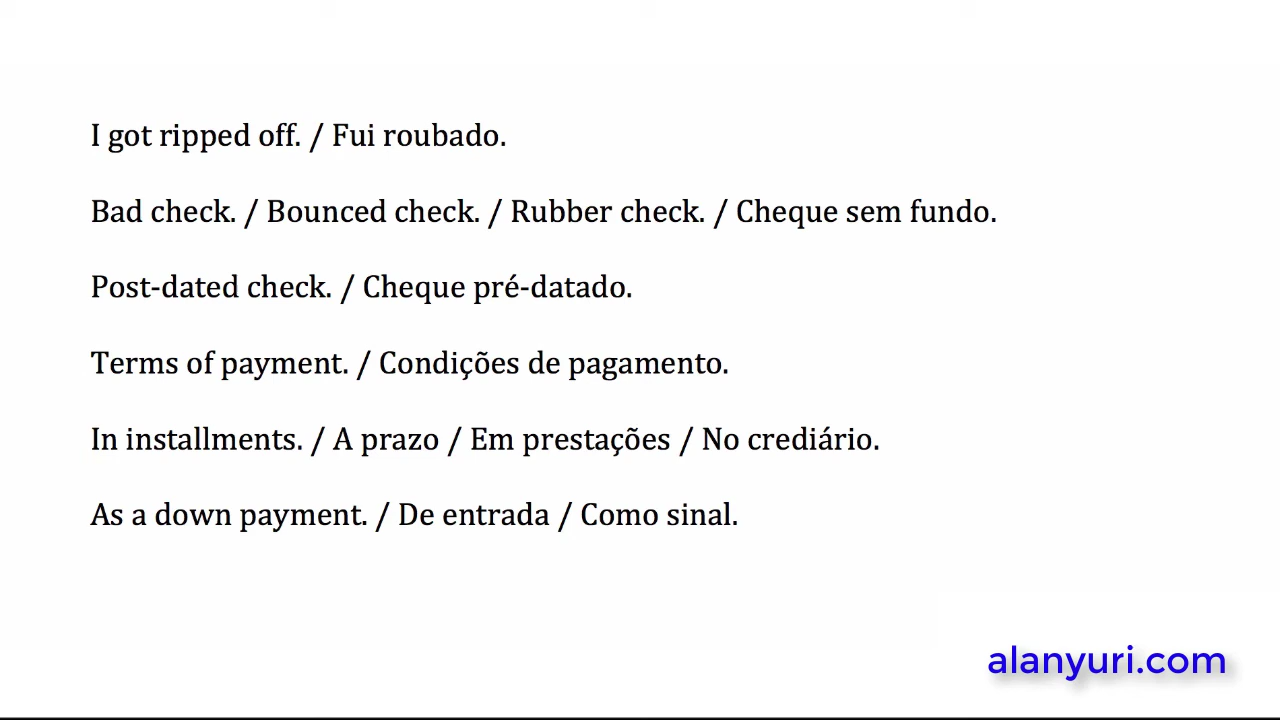 I got ripped off. / Fui roubado.
Bad check. / Bounced check. / Rubber check. / Cheque sem fundo.
Post-dated check. / Cheque pré-datado.
Terms of payment. / Condições de pagamento.
In installments. / A prazo / Em prestações / No crediário.
As a down payment. / De entrada / Como sinal.
alanyuri.com